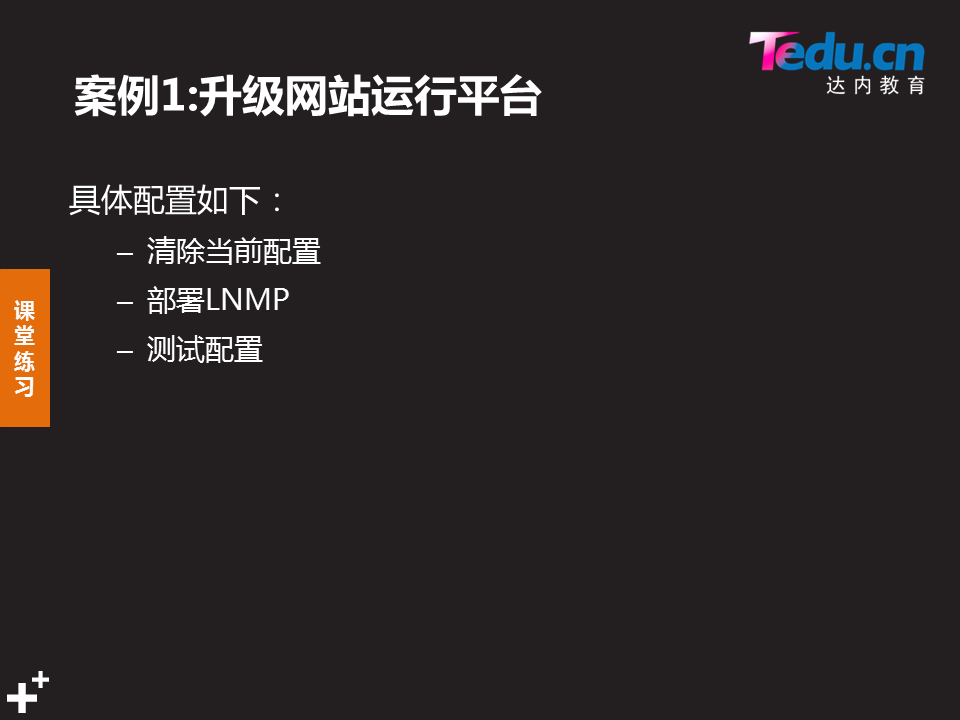 Tedu.cn
达内教育
案例1:升级网站运行平台
具体配置如下：
– 清除当前配置
– 部署LNMP
– 测试配置
课
堂
练
习